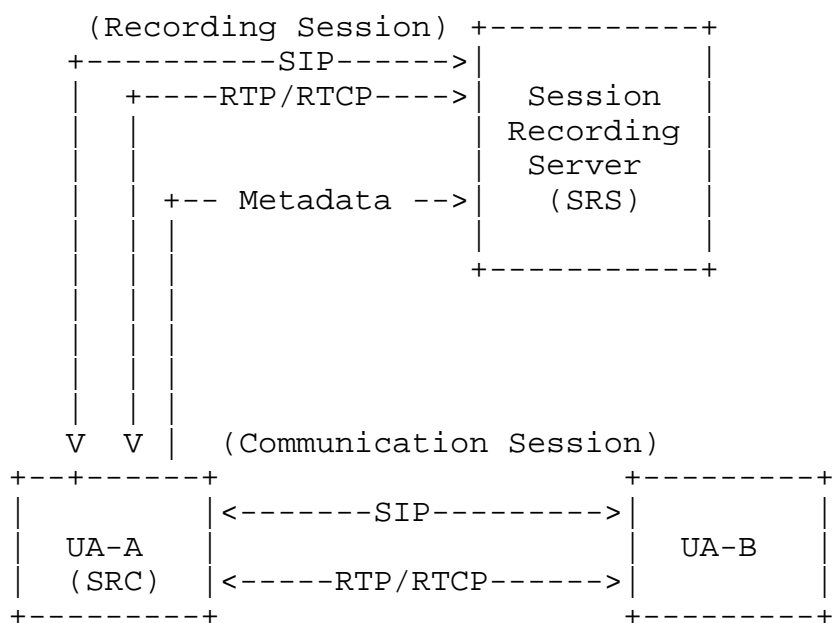 (Recording Session) +-----------+
+----------SIP------>|           |
|  +----RTP/RTCP---->|  Session  |
|  |                 | Recording |
|  |                 |  Server   |
|  | +-- Metadata -->|   (SRS)   |
|  | |               |           |
|  | |               +-----------+
|  | |
|  | |
|  | |
|  | |
V  V |  (Communication Session)
+--+------+                      +---------+
|         |<-------SIP--------->|         |
|  UA-A   |                      |  UA-B   |
|  (SRC)  |<-----RTP/RTCP------>|         |
+---------+                      +---------+